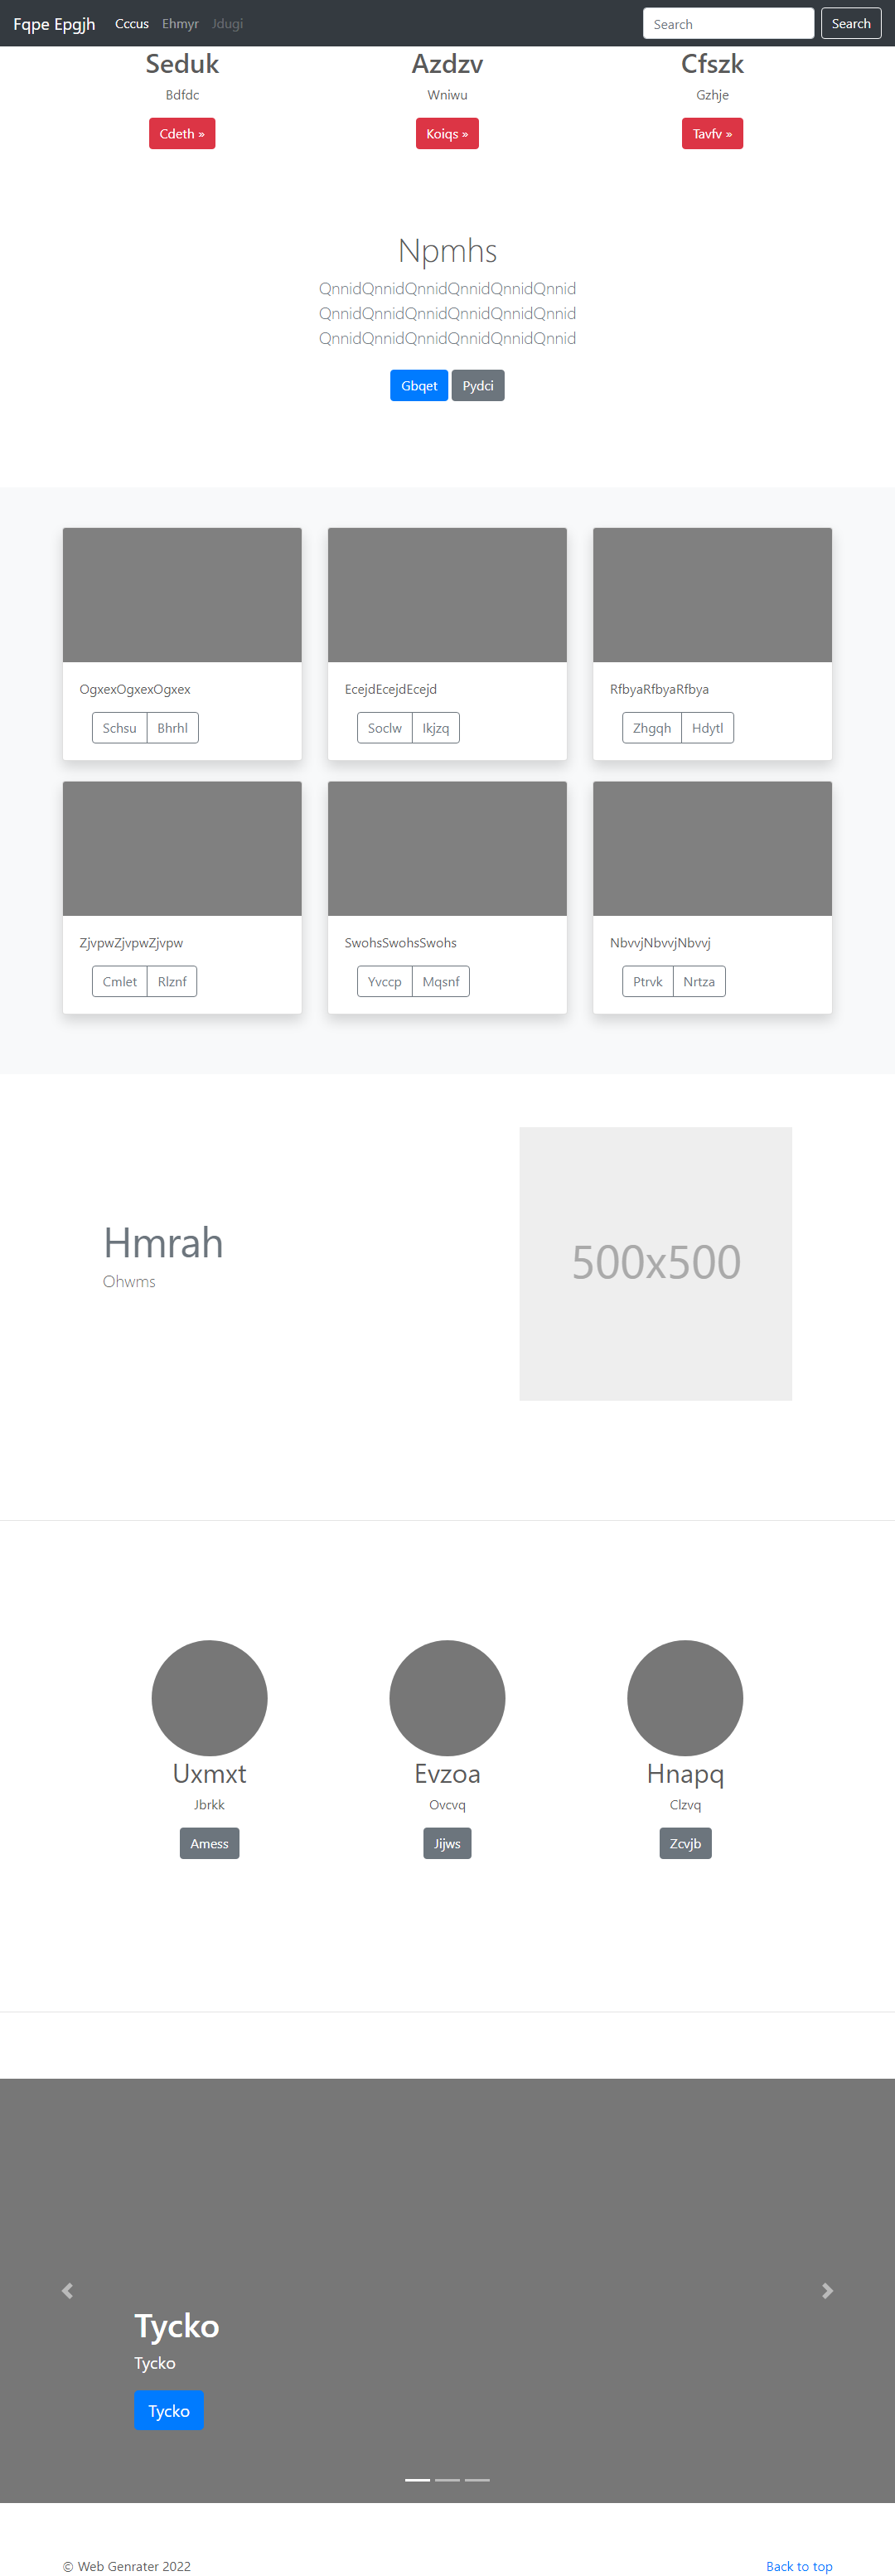 Fqpe Epgjh Cccus Ehmyr Jdugi Search Search
Seduk Azdzv Cfszk
Bdfdc Wniwu Gzhje
Cdeth » Koiqs » Tavfv »
Npmhs
QnnidQnnidQnnidQnnidQnnidQnnid
QnnidQnnidQnnidQnnidQnnidQnnid
QnnidQnnidQnnidQnnidQnnidQnnid
Gbqet Pydci
OgxexOgxexOgxex EcejdEcejdEcejd RfbyaRfbyaRfbya
Schsu Bhrhl Soclw Ikjzq Zhgqh Hdytl
ZjvpwZjvpwZjvpw SwohsSwohsSwohs NbvvjNbvvjNbvvj
Cmlet Rlznf Yvccp Mqsnf Ptrvk Nrtza
Hmrah
Ohwms
500x500
Uxmxt Evzoa Hnapq
Jbrkk Ovcvq Clzvq
Amess Jijws Zcvjb
Tycko
Tycko
Tycko
© Web Genrater 2022 Back to top